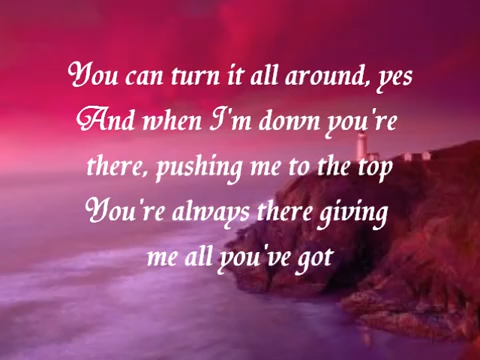 You can turn it all around, yes
And when I'm down you're
there, pushing me to the top
You're always there giving
me all you've got